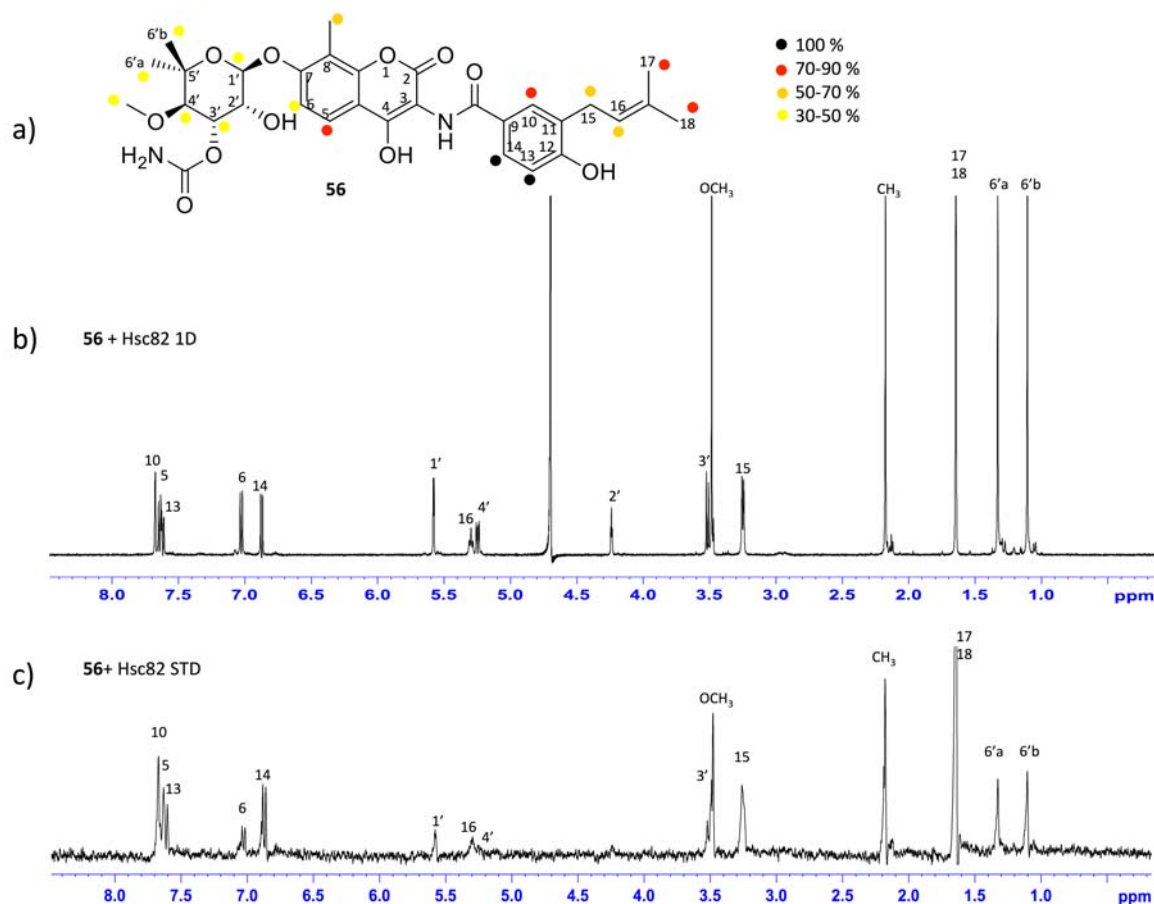 a)
6'b
6'a
5'
O
1'
O
4'
3'
2'
O
OH
O
H₂N
O
O
7
8
6
5
O
1
2
O
3
4
OH
NH
O
9
10
11
12
13
14
OH
15
16
17
18
56
100 %
70-90 %
50-70 %
30-50 %
b)
56 + Hsc82 1D
10
5
13
6
14
1'
16
4'
2'
3'
OCH₃
15
CH₃
17
18
6'a
6'b
8.0 7.5 7.0 6.5 6.0 5.5 5.0 4.5 4.0 3.5 3.0 2.5 2.0 1.5 1.0 ppm
c)
56+ Hsc82 STD
10
5
13
6
14
1'
16
4'
3'
OCH₃
15
CH₃
17
18
6'a
6'b
8.0 7.5 7.0 6.5 6.0 5.5 5.0 4.5 4.0 3.5 3.0 2.5 2.0 1.5 1.0 ppm